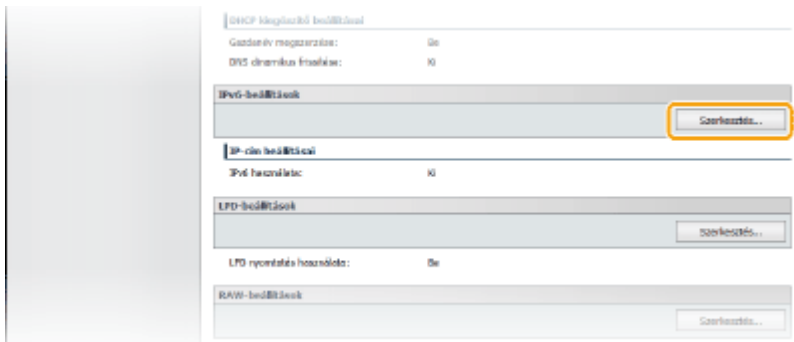 DHCP kiegészítő beállításai
Gazdanév megszerzése: Be
DNS dinamikus frissítése: Ki
IPv6-beállítások
Szerkesztés...
IP-cím beállításai
IPv6 használata: Ki
LPD-beállítások
Szerkesztés...
LPD nyomtatás használata: Be
RAW-beállítások
Szerkesztés...